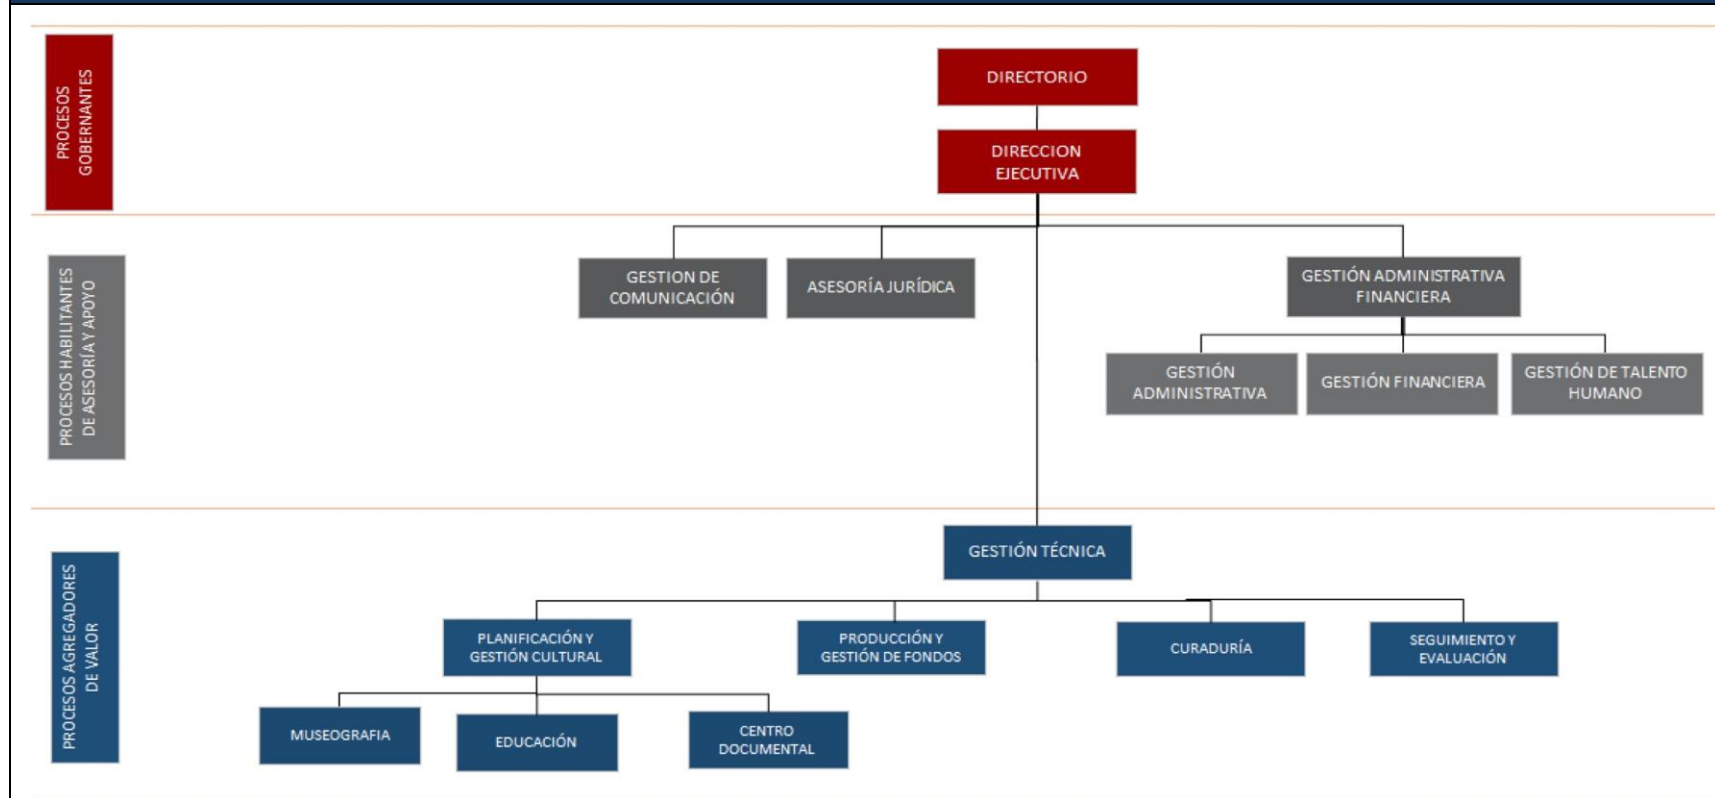 PROCESOS
GOBERNANTES
DIRECTORIO
DIRECCION
EJECUTIVA
PROCESOS HABILITANTES
DE ASESORÍA Y APOYO
GESTION DE
COMUNICACIÓN
ASESORÍA JURÍDICA
GESTIÓN ADMINISTRATIVA
FINANCIERA
GESTIÓN
ADMINISTRATIVA
GESTIÓN FINANCIERA
GESTIÓN DE TALENTO
HUMANO
PROCESOS AGREGADORES
DE VALOR
GESTIÓN TÉCNICA
PLANIFICACIÓN Y
GESTIÓN CULTURAL
PRODUCCIÓN Y
GESTIÓN DE FONDOS
CURADURÍA
SEGUIMIENTO Y
EVALUACIÓN
MUSEOGRAFIA
EDUCACIÓN
CENTRO
DOCUMENTAL